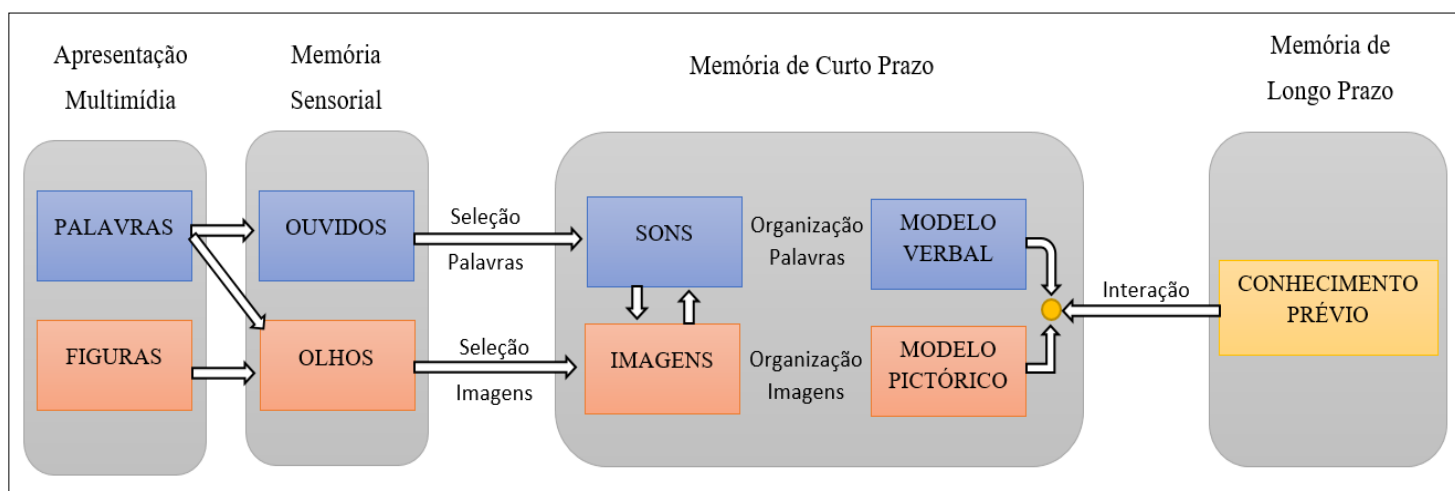 Apresentação
Multimídia
Memória
Sensorial
Memória de Curto Prazo
Memória de
Longo Prazo
PALAVRAS
FIGURAS
OUVIDOS
OLHOS
Seleção
Palavras
Seleção
Imagens
SONS
IMAGENS
Organização
Palavras
Organização
Imagens
MODELO
VERBAL
MODELO
PICTÓRICO
Interação
CONHECIMENTO
PRÉVIO